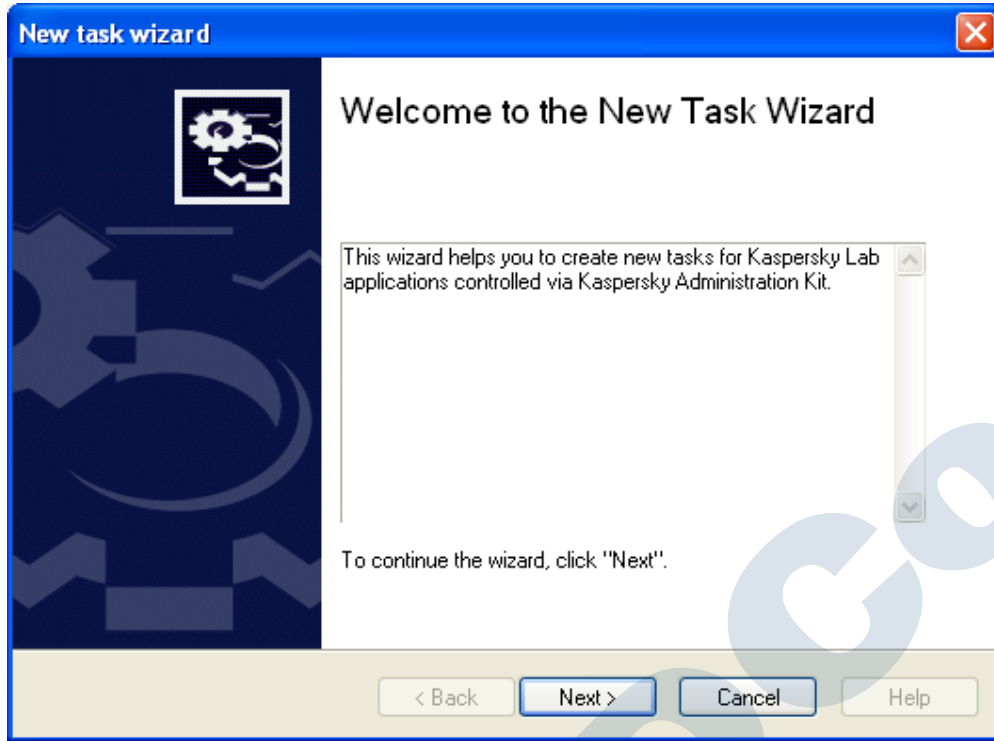 New task wizard
Welcome to the New Task Wizard
This wizard helps you to create new tasks for Kaspersky Lab
applications controlled via Kaspersky Administration Kit.
To continue the wizard, click "Next".
< Back Next > Cancel Help